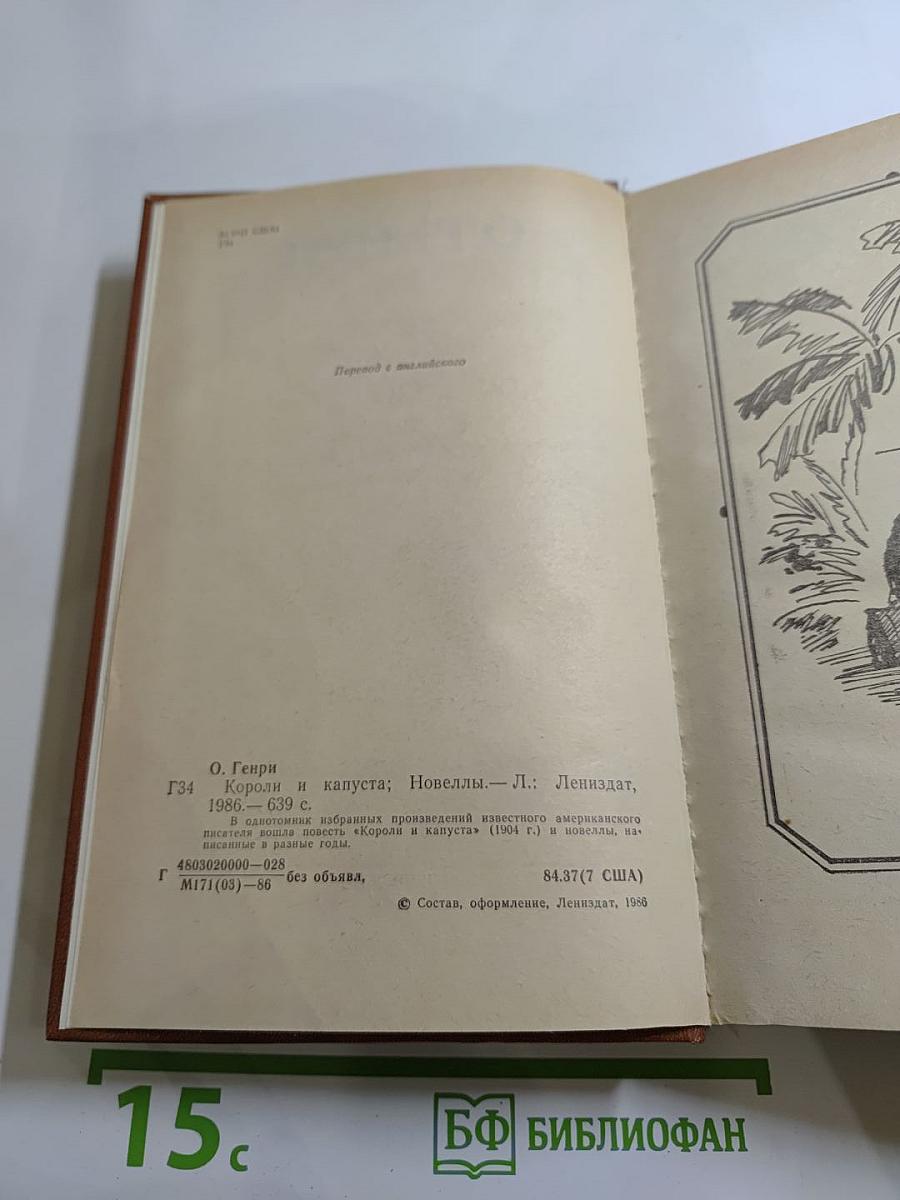 Перевод с английского
О. Генри
Г34 Короли и капуста; Новеллы.— Л.: Лениздат,
1986.— 639 с.
В однотомник избранных произведений известного американского
писателя вошла повесть «Короли и капуста» (1904 г.) и новеллы, на-
писанные в разные годы.
Г 4803020000—028
М171(03)—86 без объявл,
84.37(7 США)
© Состав, оформление, Лениздат, 1986
15 с
БФ БИБЛИОФАН